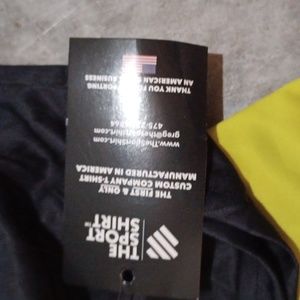 THE
SPORT
SHIRT
THE FIRST & ONLY
CUSTOM COMPANY T-SHIRT
MANUFACTURED IN AMERICA
www.TheSportShirt.com
greg@thesportshirt.com
THANK YOU FOR SUPPORTING
AN AMERICAN BUSINESS